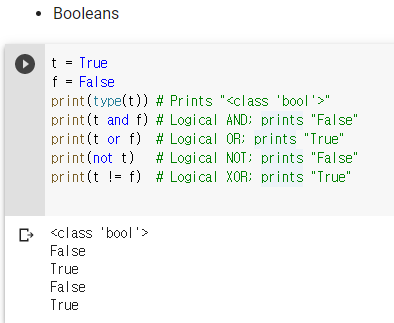 • Booleans
t = True
f = False
print(type(t)) # Prints "<class 'bool'>"
print(t and f) # Logical AND; prints "False"
print(t or f)  # Logical OR; prints "True"
print(not t)   # Logical NOT; prints "False"
print(t != f)  # Logical XOR; prints "True"
<class 'bool'>
False
True
False
True